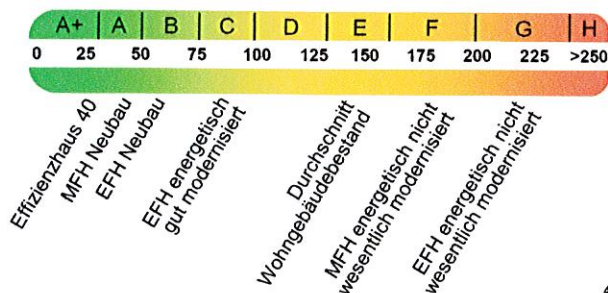 A+ A B C D E F G H
0 25 50 75 100 125 150 175 200 225 >250
Effizienzhaus 40
MFH Neubau
EFH Neubau
EFH energetisch
gut modernisiert
Durchschnitt
Wohngebäudebestand
MFH energetisch nicht
wesentlich modernisiert
EFH energetisch nicht
wesentlich modernisiert